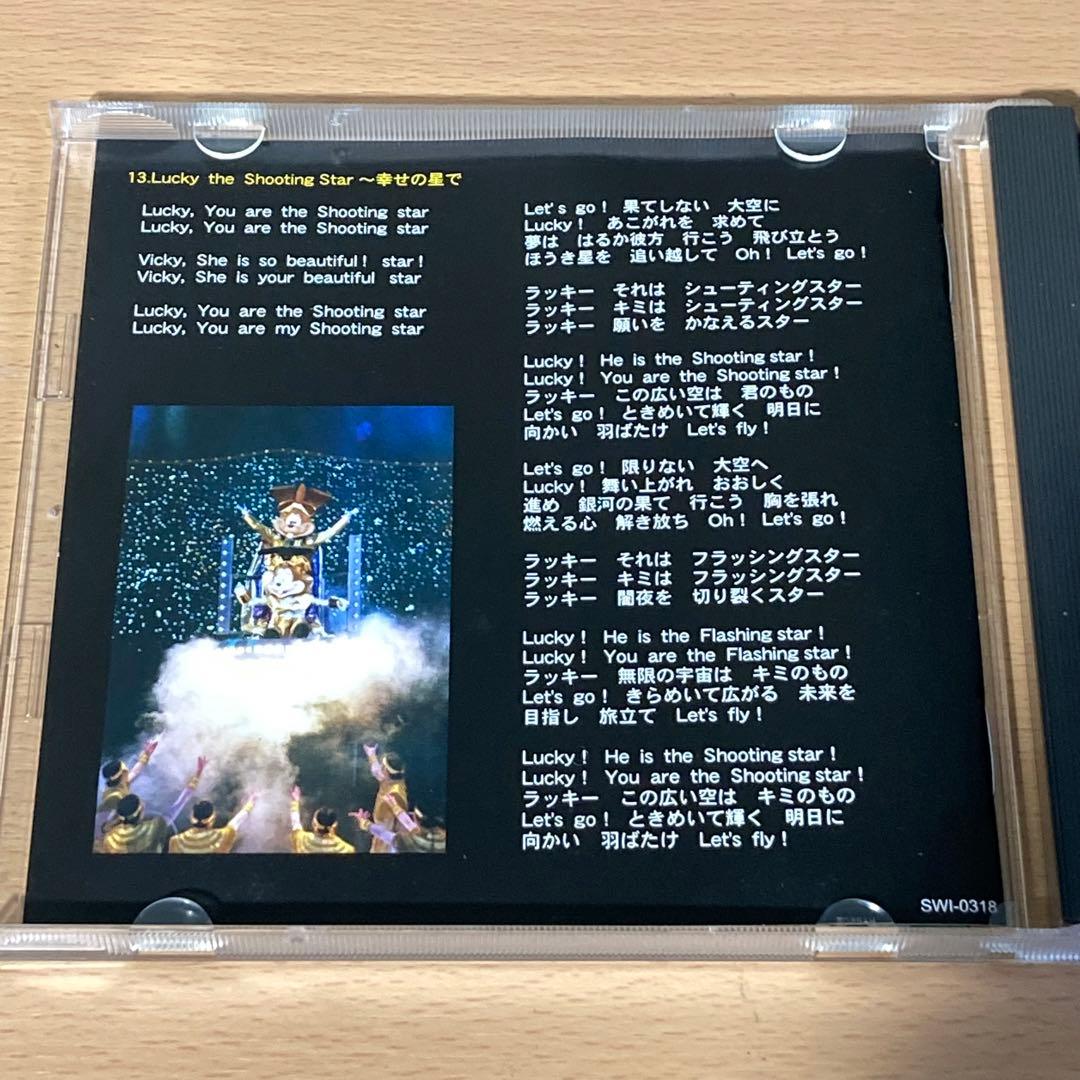 13.Lucky the Shooting Star ～幸せの星で
Lucky, You are the Shooting star
Lucky, You are the Shooting star
Vicky, She is so beautiful! star!
Vicky, She is your beautiful star
Lucky, You are the Shooting star
Lucky, You are my Shooting star
Let's go! 果てしない 大空に
Lucky! あこがれを 求めて
夢は はるか彼方 行こう 飛び立とう
ほうき星を 追い越して Oh! Let's go!
ラッキー それは シューティングスター
ラッキー キミは シューティングスター
ラッキー 願いを かなえるスター
Lucky! He is the Shooting star!
Lucky! You are the Shooting star!
ラッキー この広い空は 君のもの
Let's go! ときめいて輝く 明日に
向かい 羽ばたけ Let's fly!
Let's go! 限りない 大空へ
Lucky! 舞い上がれ おおしく
進め 銀河の果て 行こう 胸を張れ
燃える心 解き放ち Oh! Let's go!
ラッキー それは フラッシングスター
ラッキー キミは フラッシングスター
ラッキー 闇夜を 切り裂くスター
Lucky! He is the Flashing star!
Lucky! You are the Flashing star!
ラッキー 無限の宇宙は キミのもの
Let's go! きらめいて広がる 未来を
目指し 旅立て Let's fly!
Lucky! He is the Shooting star!
Lucky! You are the Shooting star!
ラッキー この広い空は キミのもの
Let's go! ときめいて輝く 明日に
向かい 羽ばたけ Let's fly!
SWI-0318